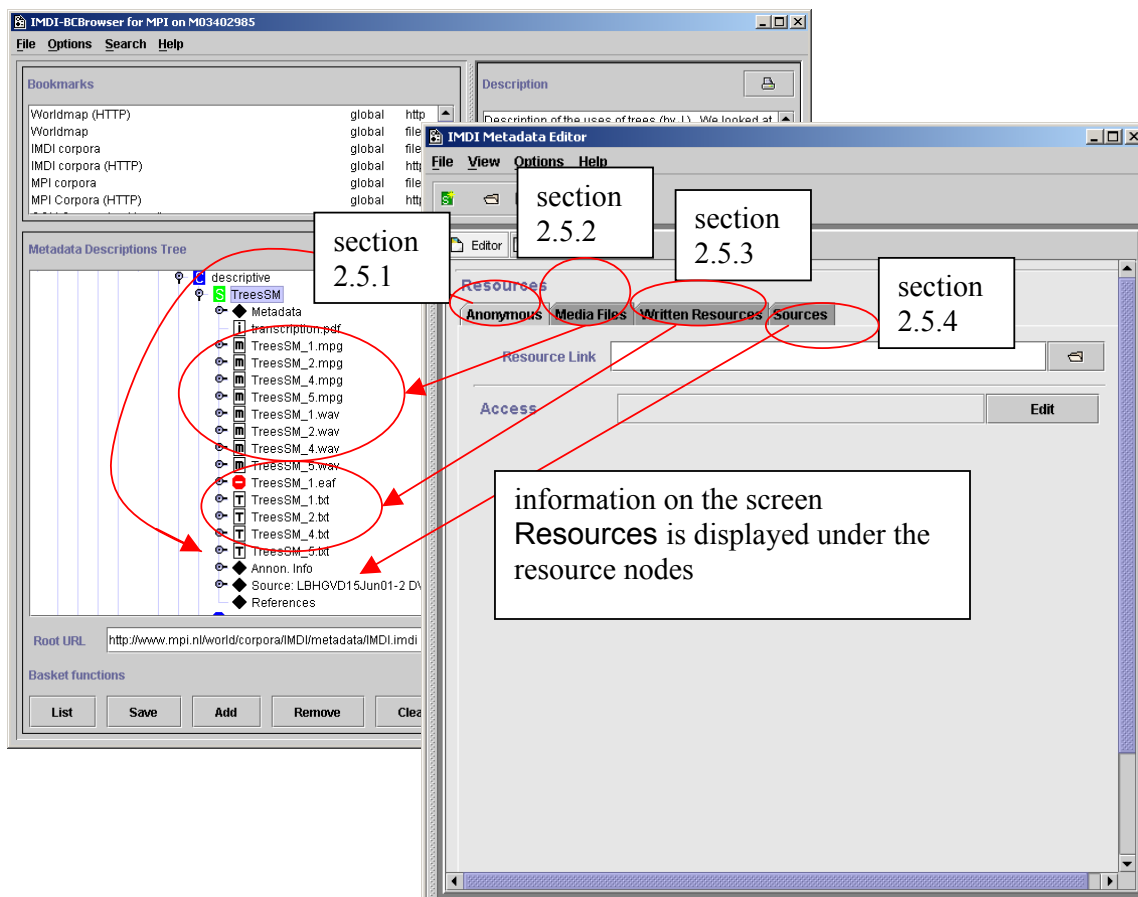 IMDI-BCBrowser for MPI on M03402985
File Options Search Help
Bookmarks
Worldmap (HTTP) global http
Worldmap global file
IMDI corpora global file
IMDI corpora (HTTP) global http
MPI corpora global file
MPI Corpora (HTTP) global http
Description
Description of the uses of trees (by L). We looked at
Metadata Descriptions Tree
descriptive
TreesSM
Metadata
transcription.pdf
TreesSM_1.mpg
TreesSM_2.mpg
TreesSM_4.mpg
TreesSM_5.mpg
TreesSM_1.wav
TreesSM_2.wav
TreesSM_4.wav
TreesSM_5.wav
TreesSM_1.eaf
TreesSM_1.txt
TreesSM_2.txt
TreesSM_4.txt
TreesSM_5.txt
Annon. Info
Source: LBHGVD15Jun01-2 DV
References
Root URL http://www.mpi.nl/world/corpora/IMDI/metadata/IMDI.imdi
Basket functions
List Save Add Remove Clea
IMDI Metadata Editor
File View Options Help
Editor
section
2.5.1
section
2.5.2
section
2.5.3
section
2.5.4
Resources
Anonymous Media Files Written Resources Sources
Resource Link
Access Edit
information on the screen
Resources is displayed under the
resource nodes